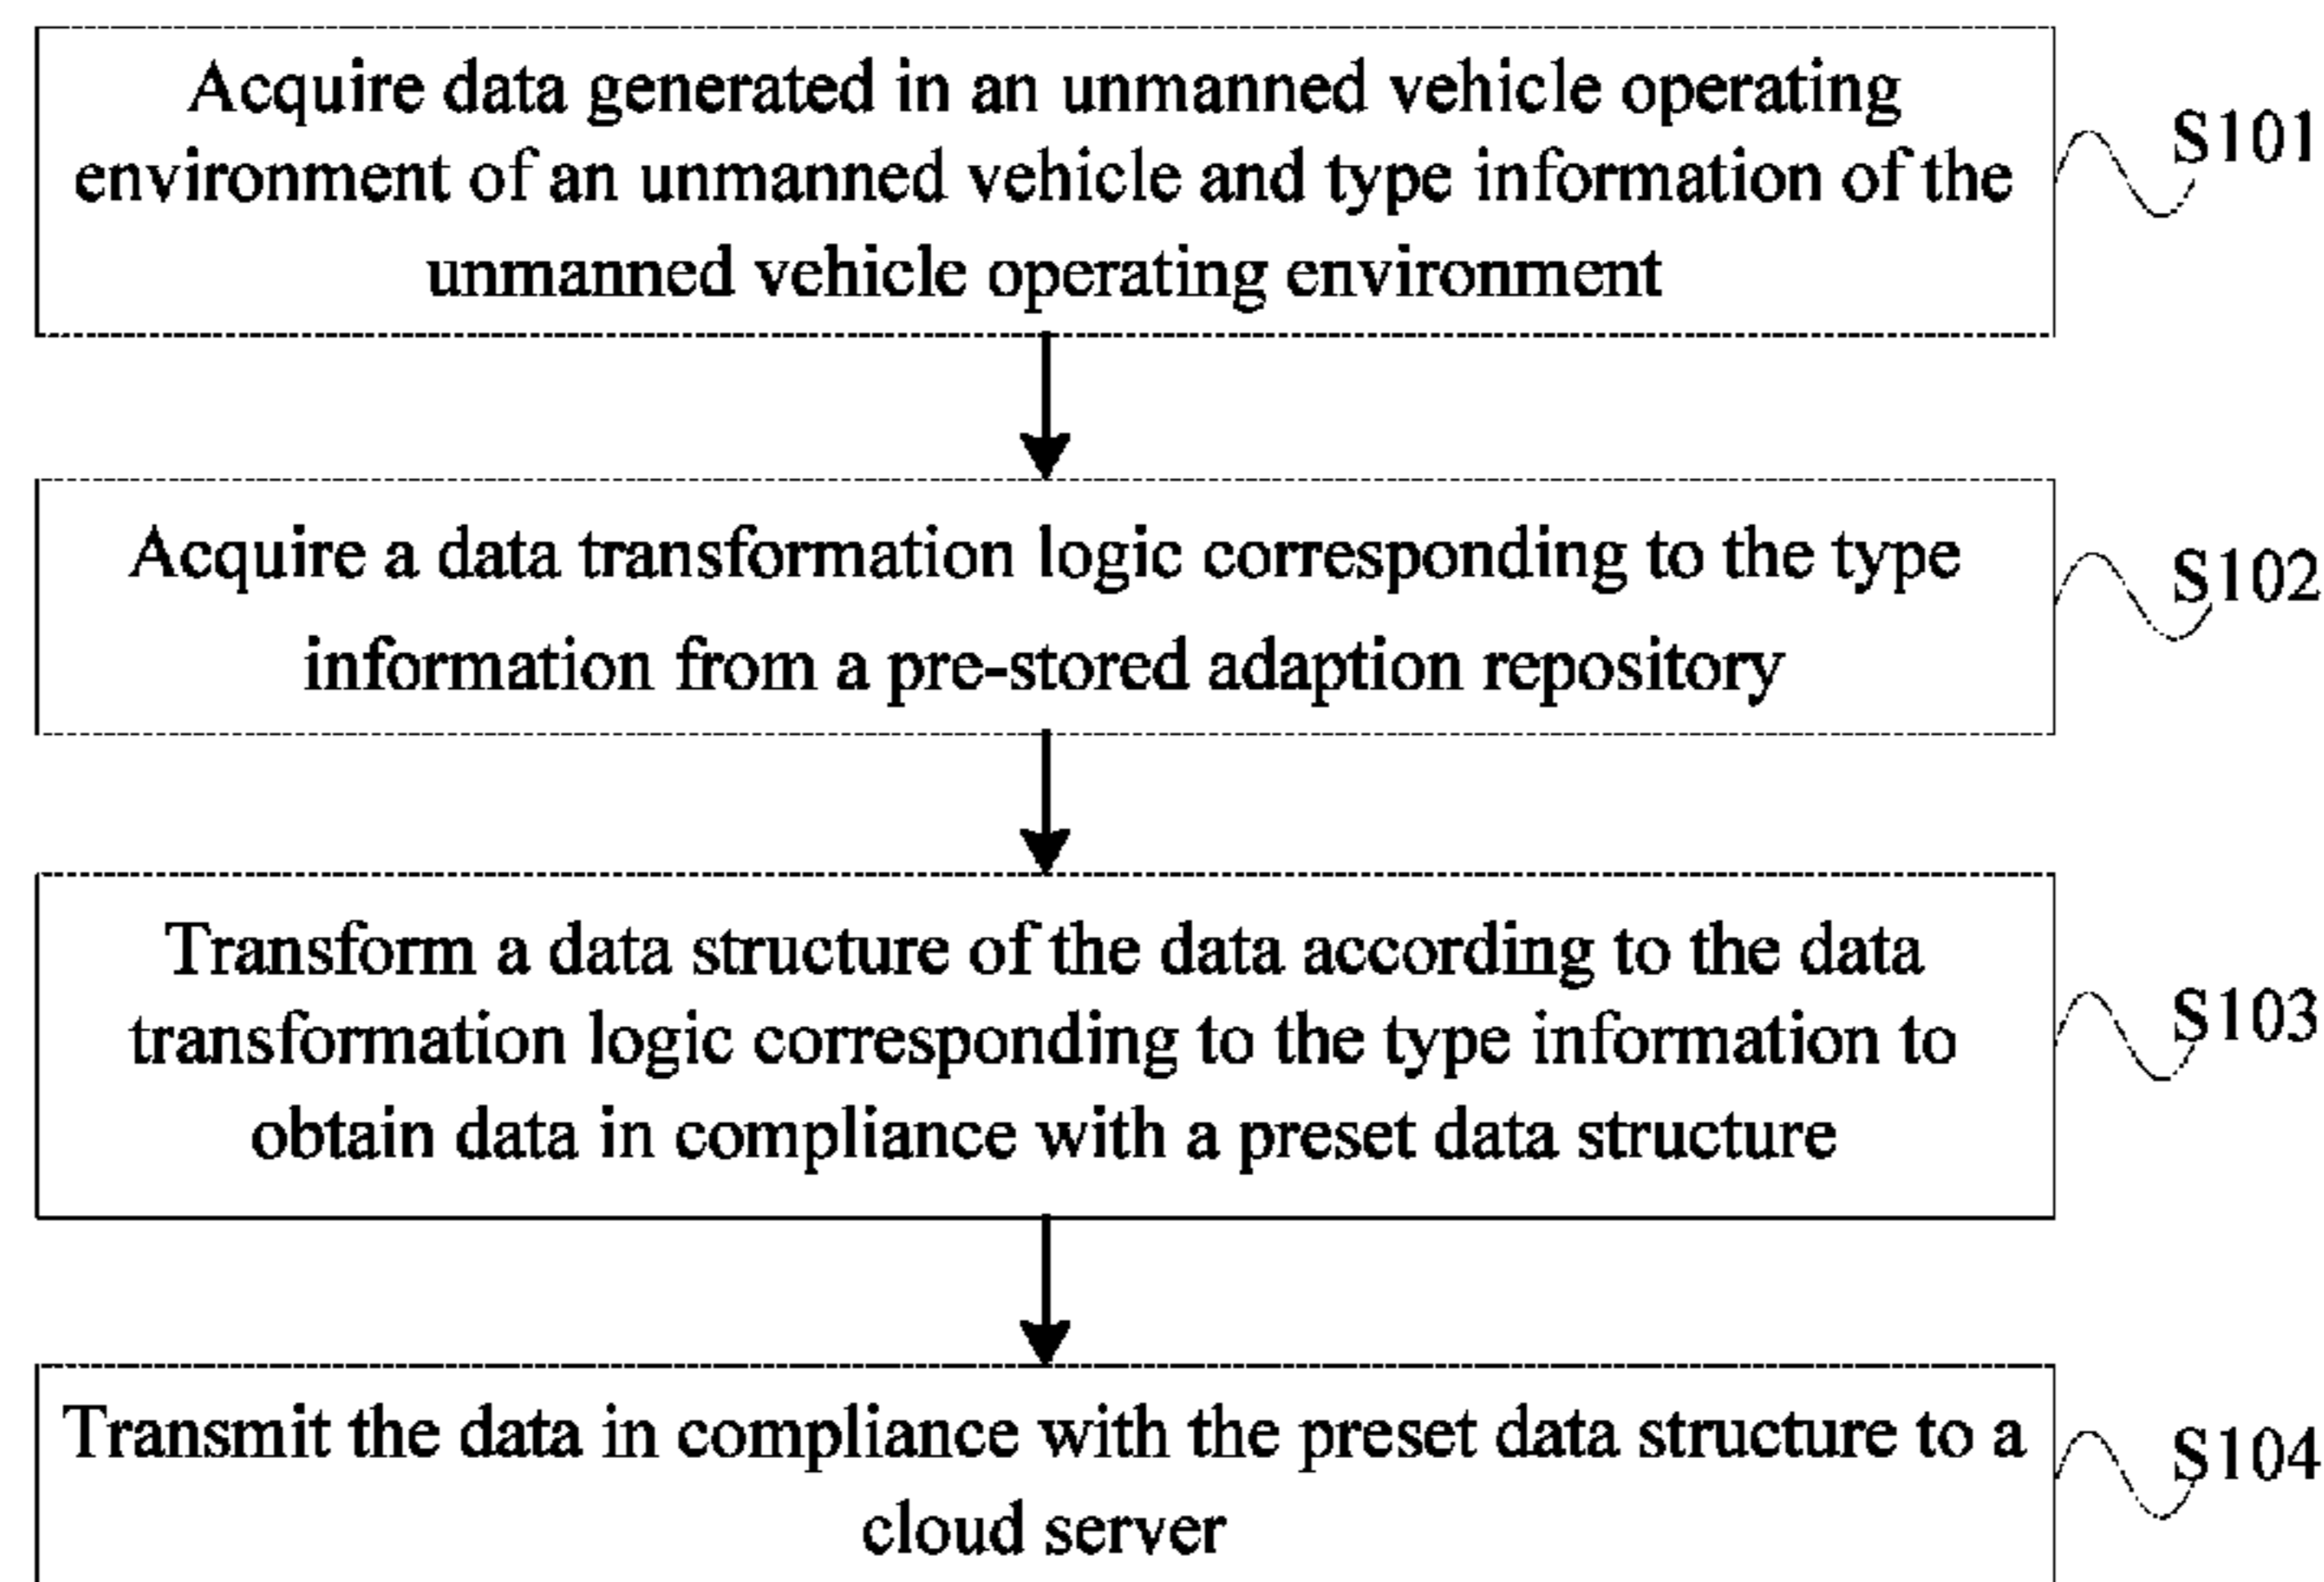 Acquire data generated in an unmanned vehicle operating
environment of an unmanned vehicle and type information of the
unmanned vehicle operating environment
S101
Acquire a data transformation logic corresponding to the type
information from a pre-stored adaption repository
S102
Transform a data structure of the data according to the data
transformation logic corresponding to the type information to
obtain data in compliance with a preset data structure
S103
Transmit the data in compliance with the preset data structure to a
cloud server
S104